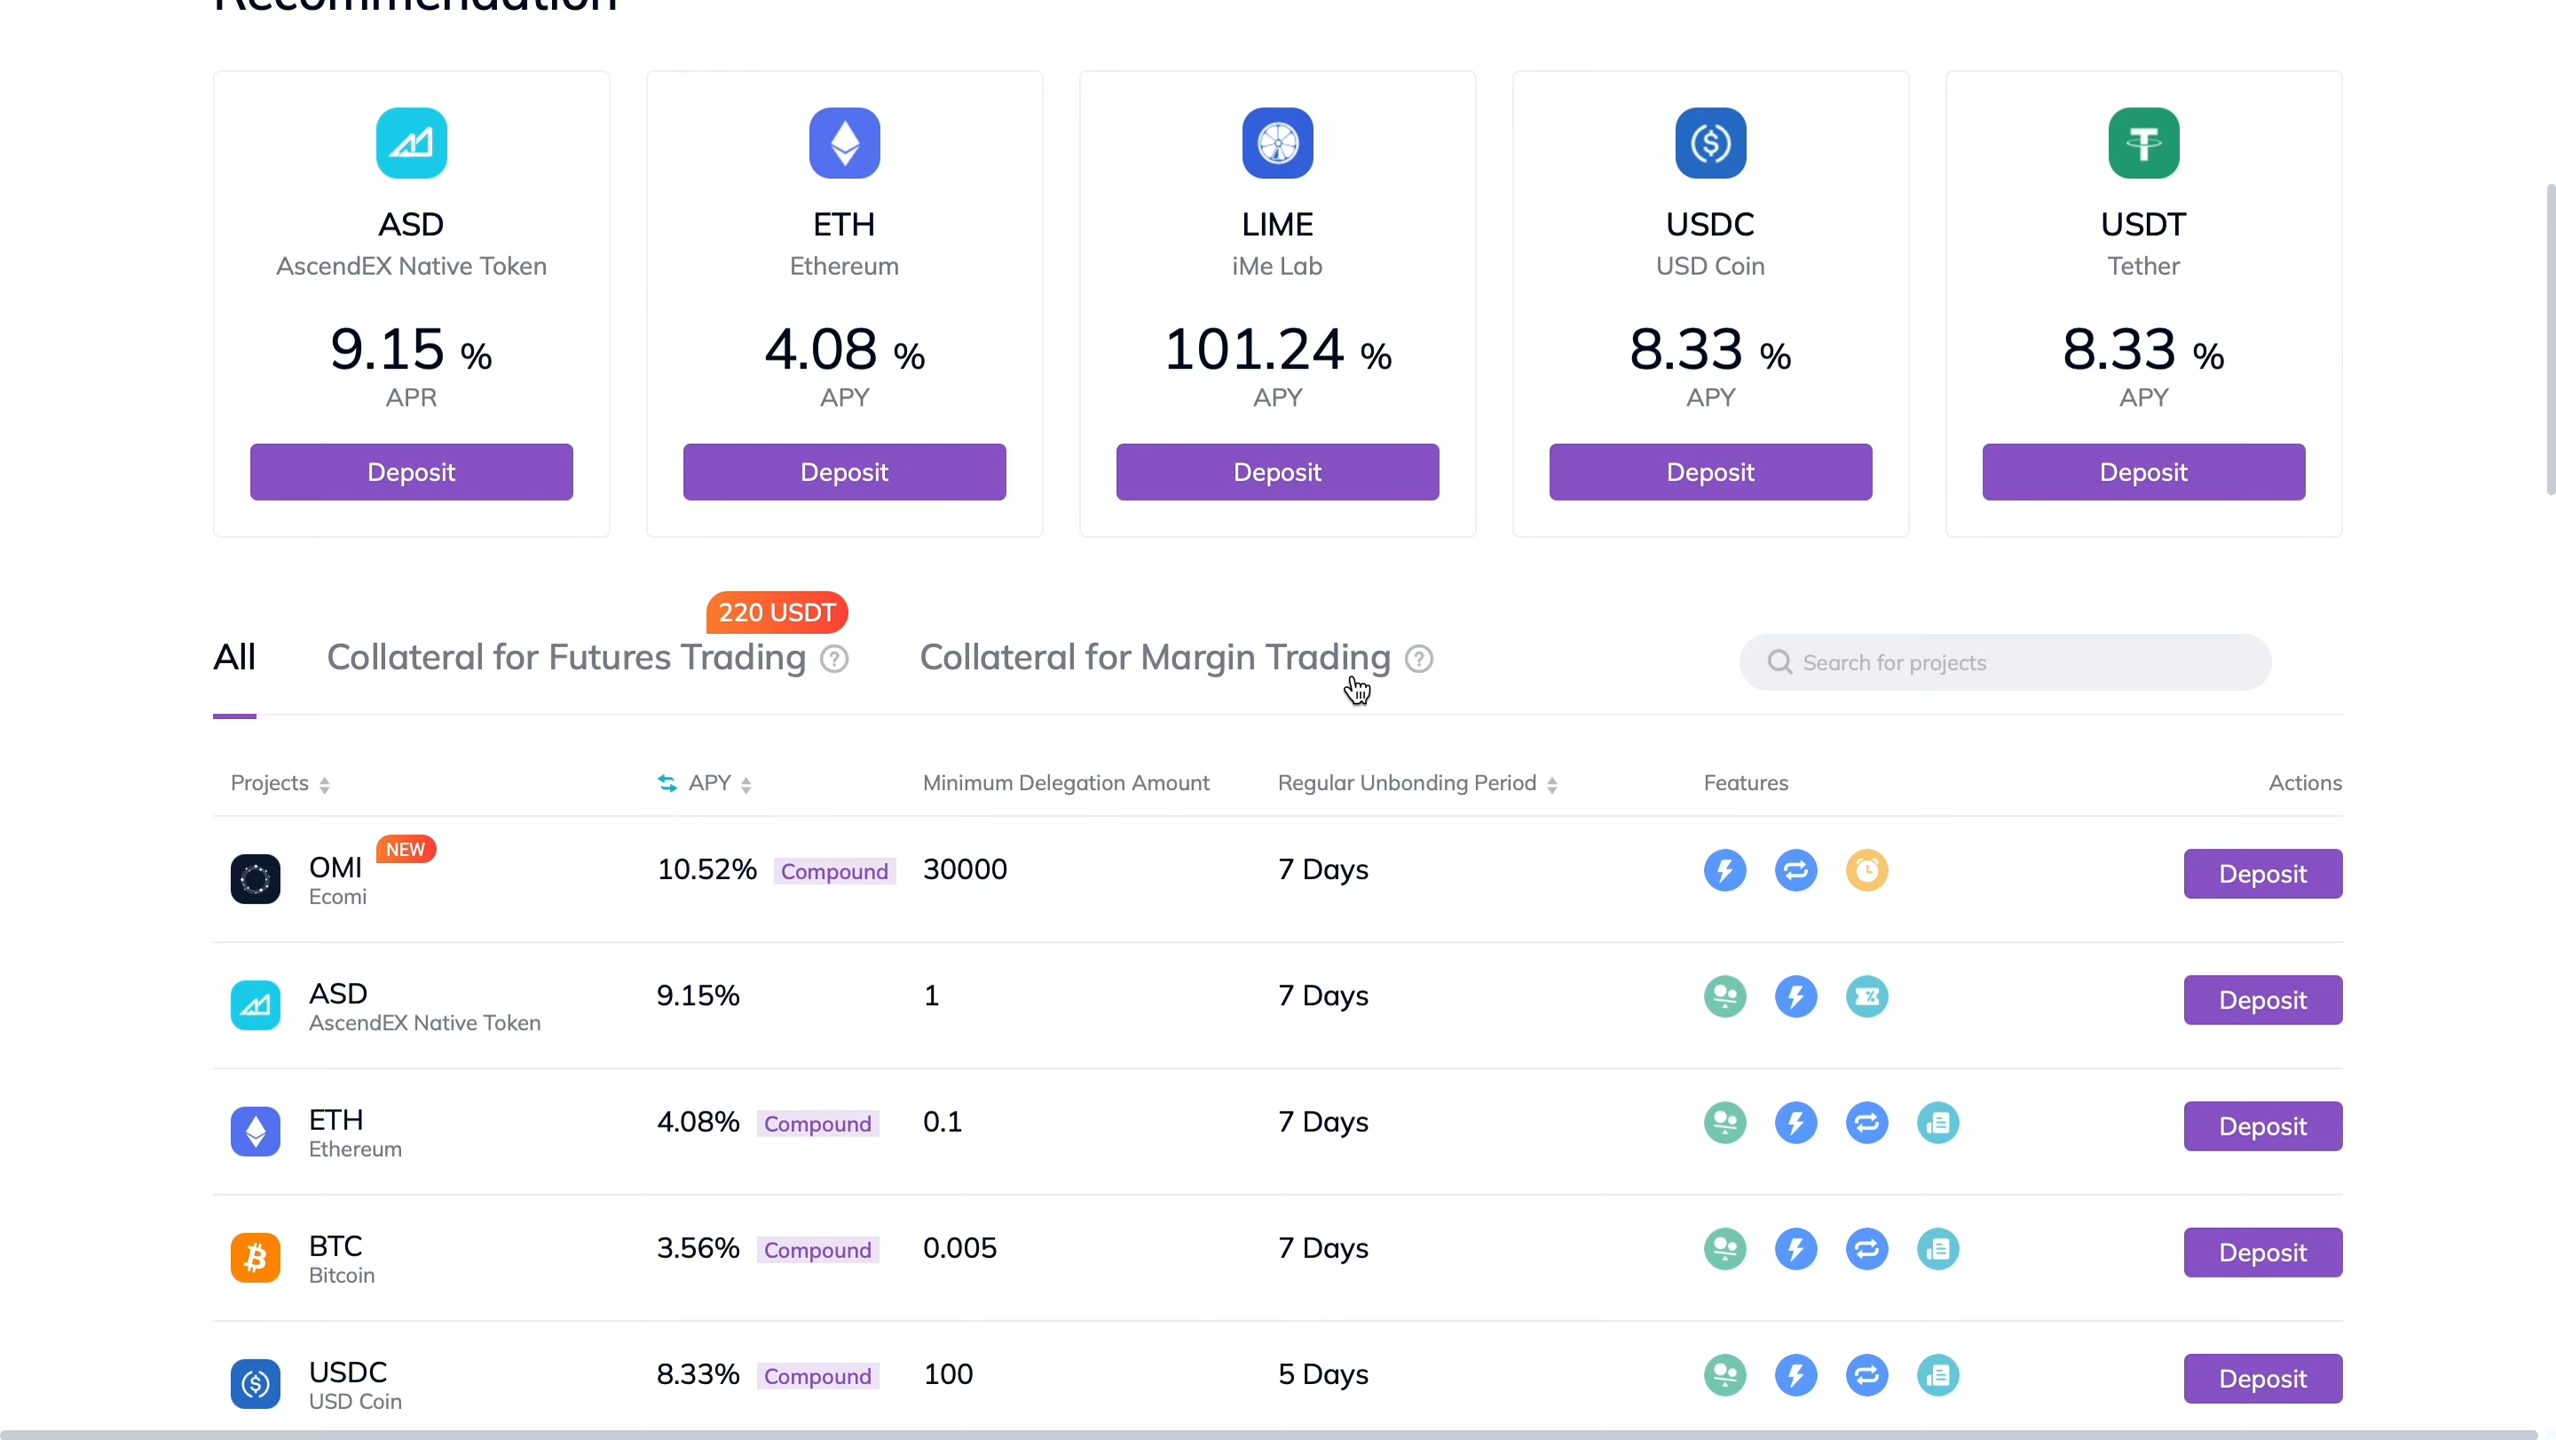 Recommendation
ASD
AscendEX Native Token
9.15 %
APR
Deposit
ETH
Ethereum
4.08 %
APY
Deposit
LIME
iMe Lab
101.24 %
APY
Deposit
USDC
USD Coin
8.33 %
APY
Deposit
USDT
Tether
8.33 %
APY
Deposit
220 USDT
All Collateral for Futures Trading ? Collateral for Margin Trading ? Search for projects
Projects APY Minimum Delegation Amount Regular Unbonding Period Features Actions
NEW
OMI 10.52% Compound 30000 7 Days Deposit
Ecomi
ASD 9.15% 1 7 Days Deposit
AscendEX Native Token
ETH 4.08% Compound 0.1 7 Days Deposit
Ethereum
BTC 3.56% Compound 0.005 7 Days Deposit
Bitcoin
USDC 8.33% Compound 100 5 Days Deposit
USD Coin